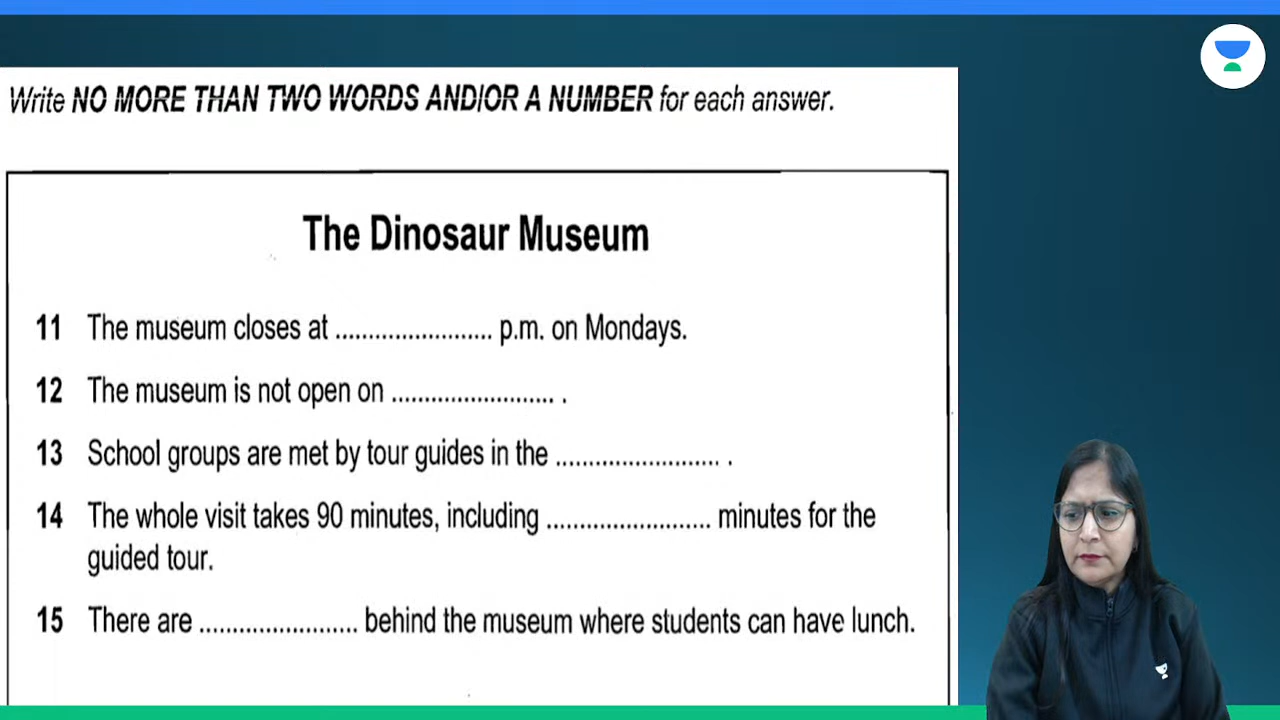 Write NO MORE THAN TWO WORDS AND/OR A NUMBER for each answer.
The Dinosaur Museum
11 The museum closes at ........................ p.m. on Mondays.
12 The museum is not open on ......................... .
13 School groups are met by tour guides in the ......................... .
14 The whole visit takes 90 minutes, including ......................... minutes for the
guided tour.
15 There are ........................ behind the museum where students can have lunch.